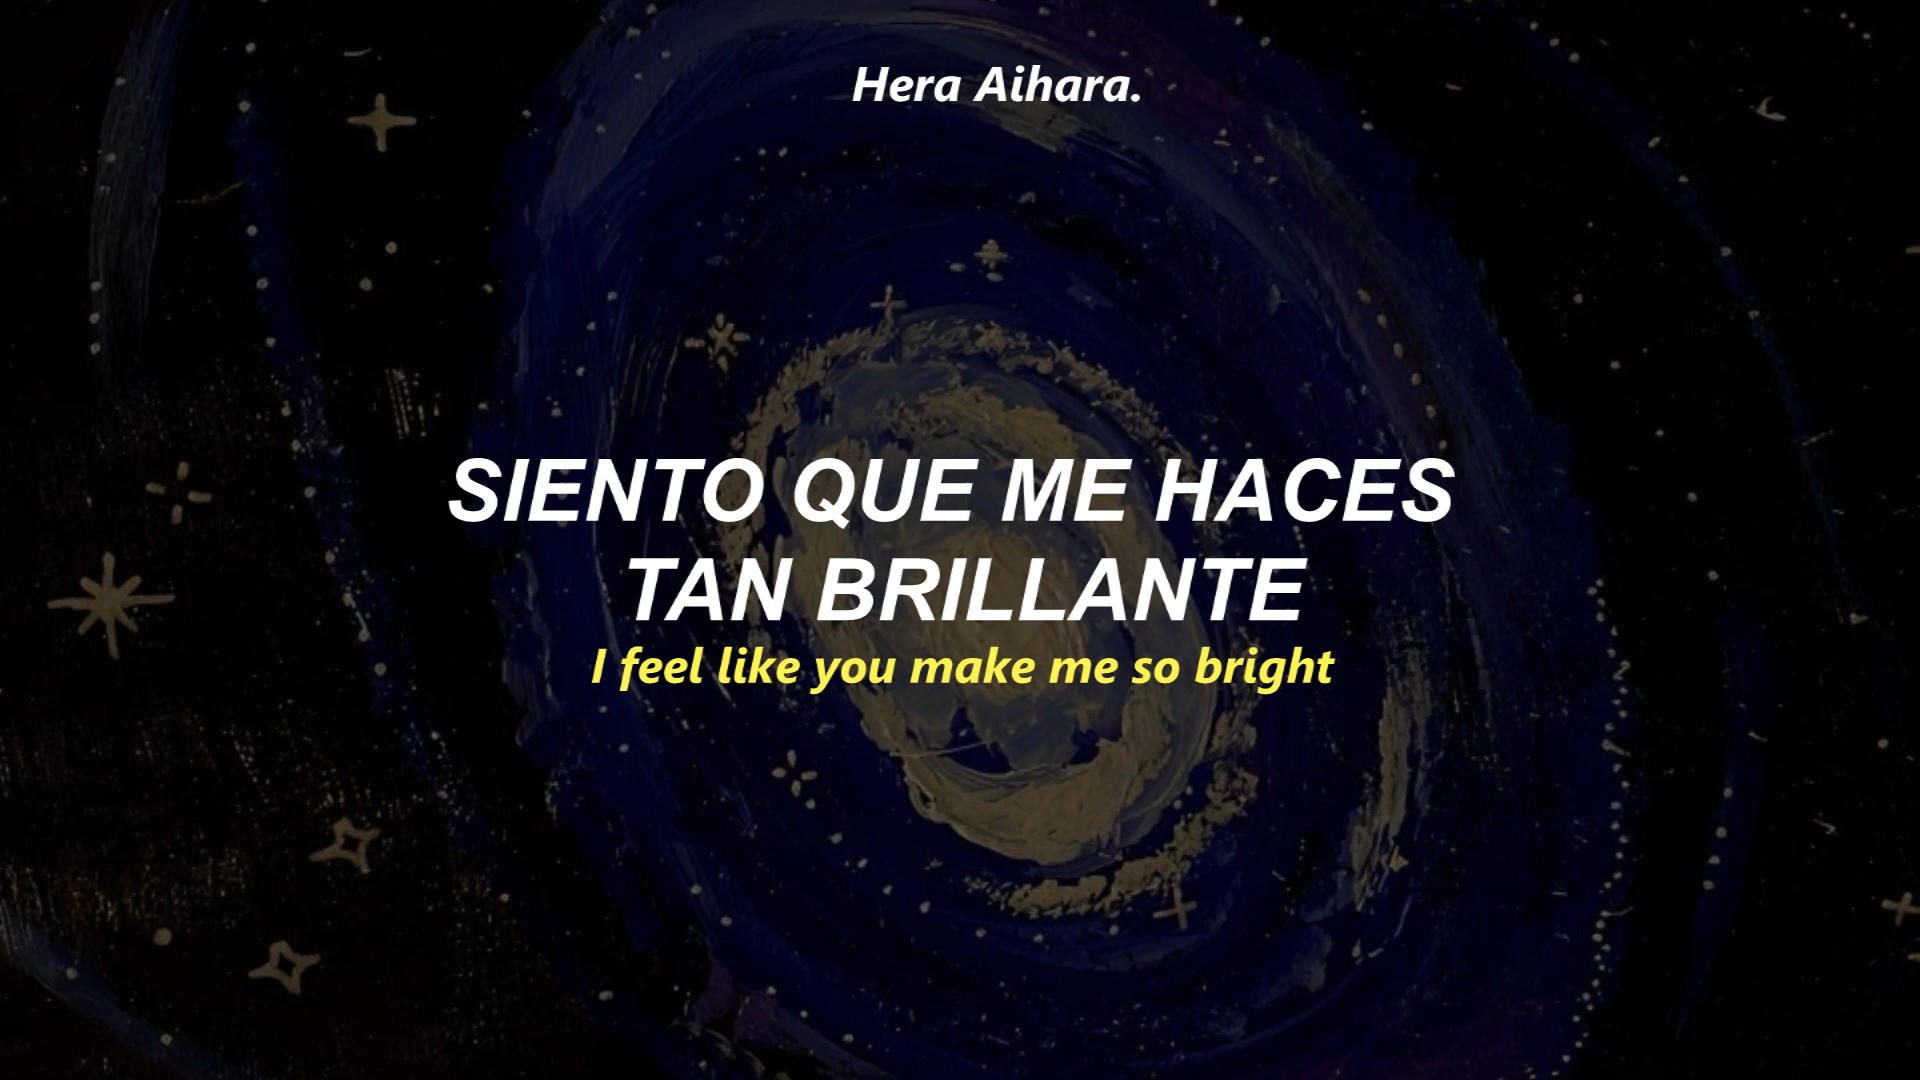 Hera Aihara.
SIENTO QUE ME HACES
TAN BRILLANTE
I feel like you make me so bright